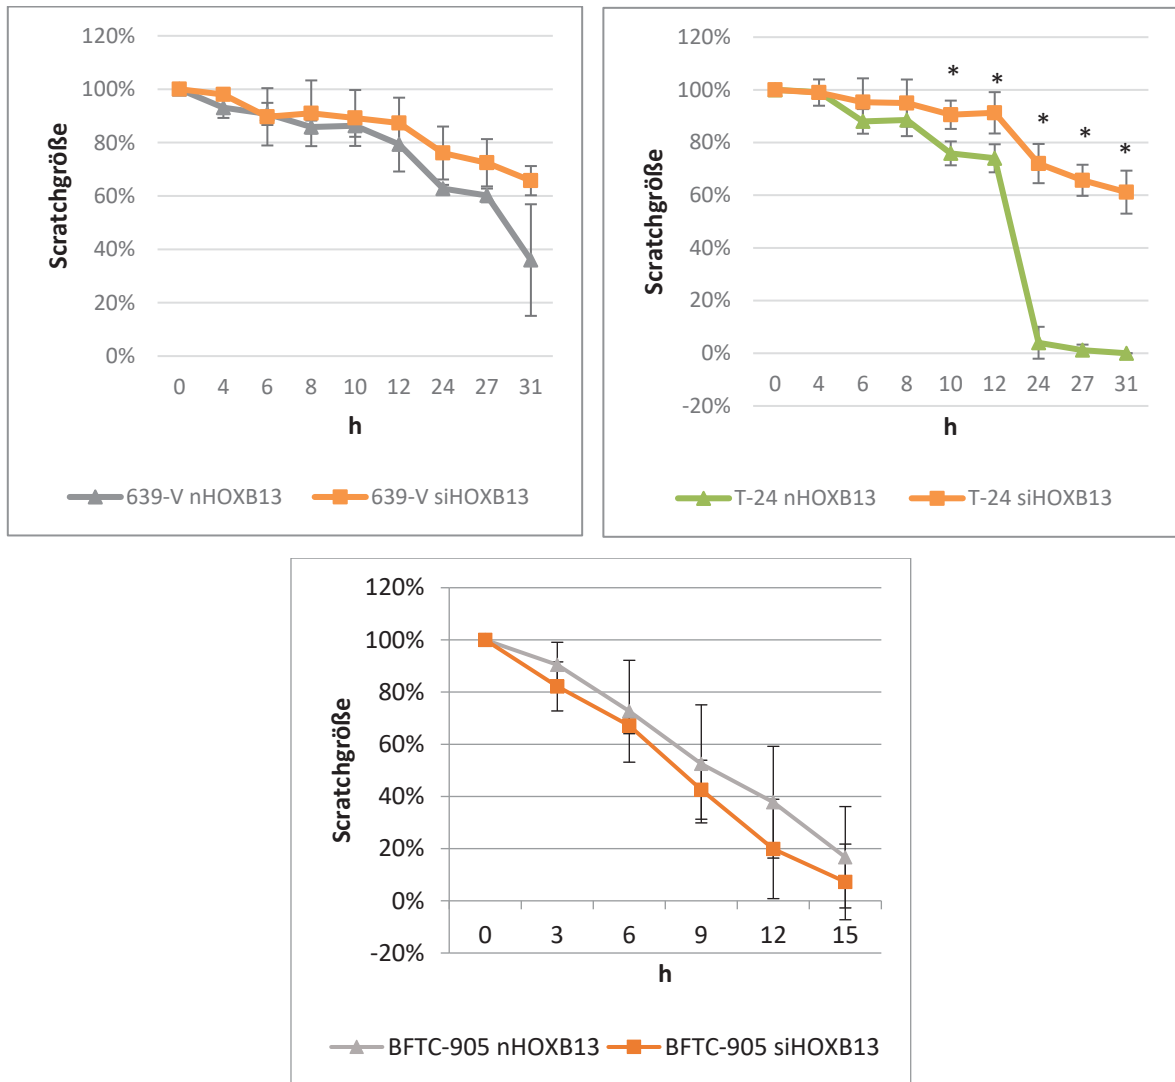 120%
100%
80%
60%
40%
20%
0%
Scratchgröße
0 4 6 8 10 12 24 27 31
h
639-V nHOXB13 639-V siHOXB13
120%
100%
80%
60%
40%
20%
0%
-20%
Scratchgröße
* * * * *
0 4 6 8 10 12 24 27 31
h
T-24 nHOXB13 T-24 siHOXB13
120%
100%
80%
60%
40%
20%
0%
-20%
Scratchgröße
0 3 6 9 12 15
h
BFTC-905 nHOXB13 BFTC-905 siHOXB13